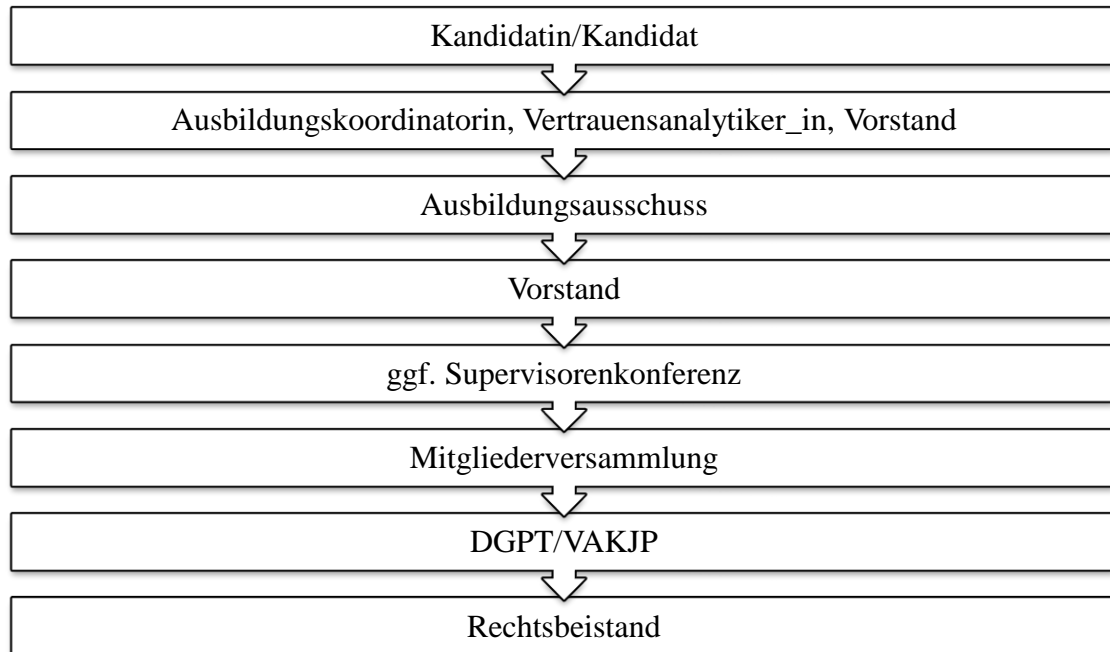 Kandidatin/Kandidat
Ausbildungskoordinatorin, Vertrauensanalytiker_in, Vorstand
Ausbildungsausschuss
Vorstand
ggf. Supervisorenkonferenz
Mitgliederversammlung
DGPT/VAKJP
Rechtsbeistand